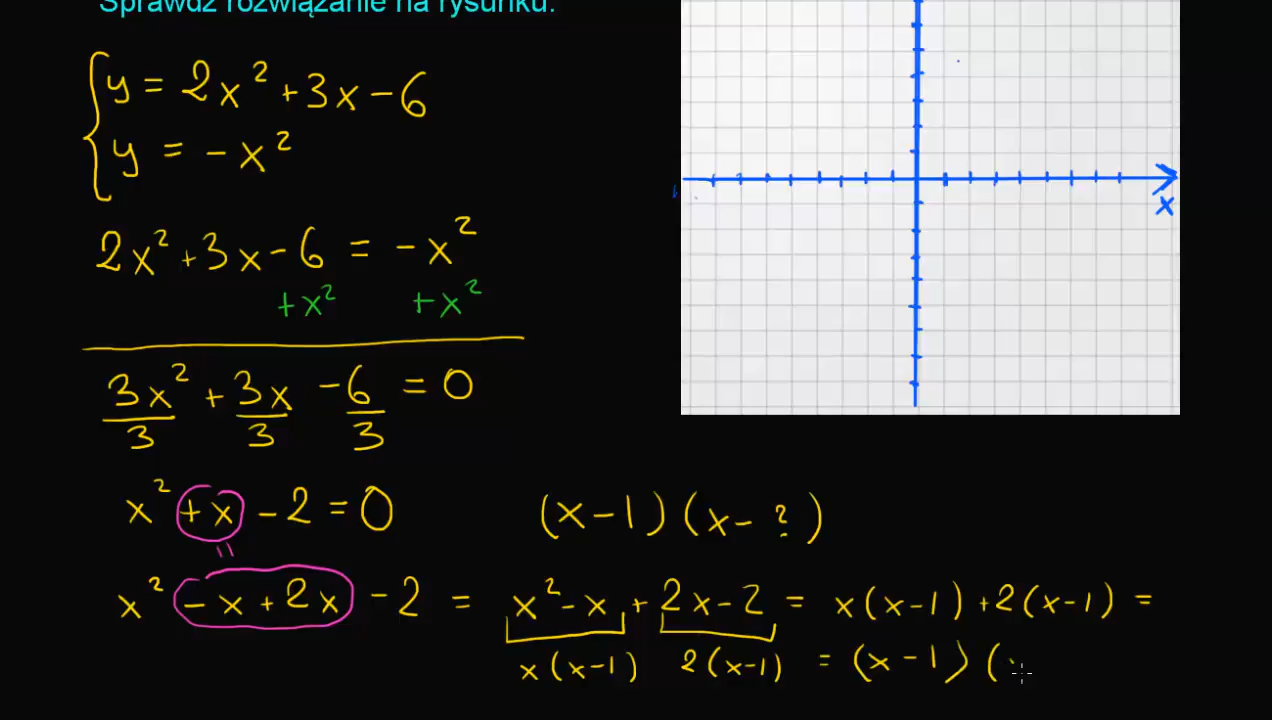 Sprawdź rozwiązanie na rysunku.
y = 2x² + 3x - 6
y = -x²
2x² + 3x - 6 = -x²
+x² +x²
3x²/3 + 3x/3 - 6/3 = 0
x² + x - 2 = 0 (x - 1)(x - ?)
x² - x + 2x - 2 = x² - x + 2x - 2 = x(x - 1) + 2(x - 1) =
x(x - 1) 2(x - 1) = (x - 1)(
x